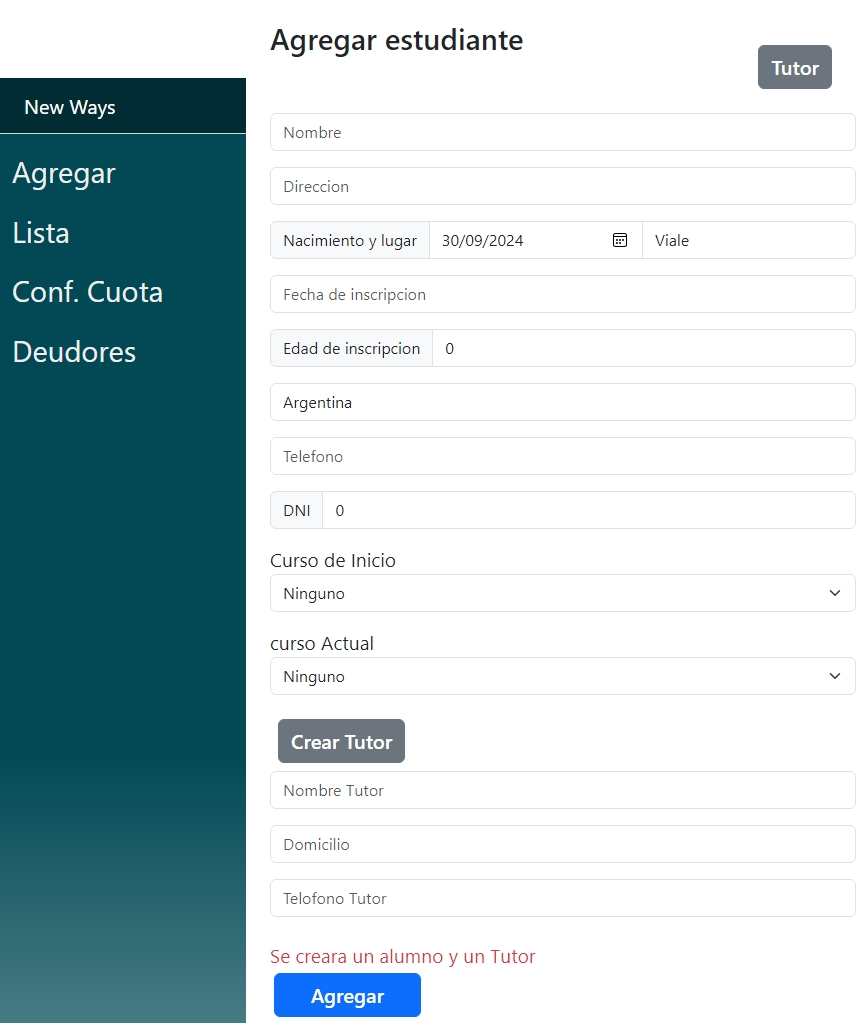 Agregar estudiante
Tutor
New Ways
Agregar
Lista
Conf. Cuota
Deudores
Nombre
Direccion
Nacimiento y lugar 30/09/2024 Viale
Fecha de inscripcion
Edad de inscripcion 0
Argentina
Telefono
DNI 0
Curso de Inicio
Ninguno
curso Actual
Ninguno
Crear Tutor
Nombre Tutor
Domicilio
Telofono Tutor
Se creara un alumno y un Tutor
Agregar